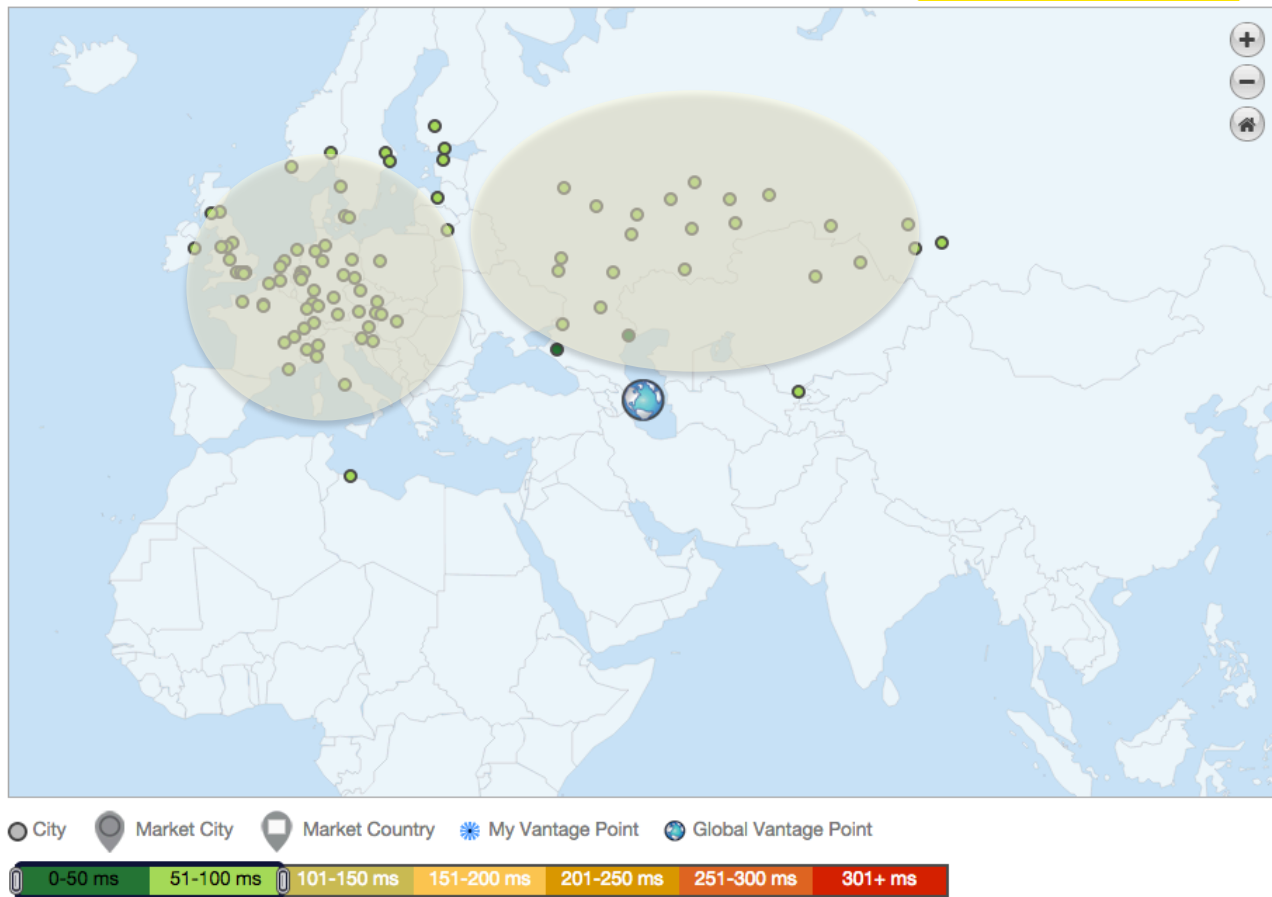 City Market City Market Country My Vantage Point Global Vantage Point
0-50 ms 51-100 ms 101-150 ms 151-200 ms 201-250 ms 251-300 ms 301+ ms